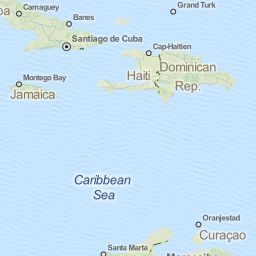 Camaguey
Grand Turk
Banes
Santiago de Cuba
Cap-Haitien
Haiti
Dominican
Rep.
Montego Bay
Jamaica
Caribbean
Sea
Oranjestad
Curaçao
Santa Marta